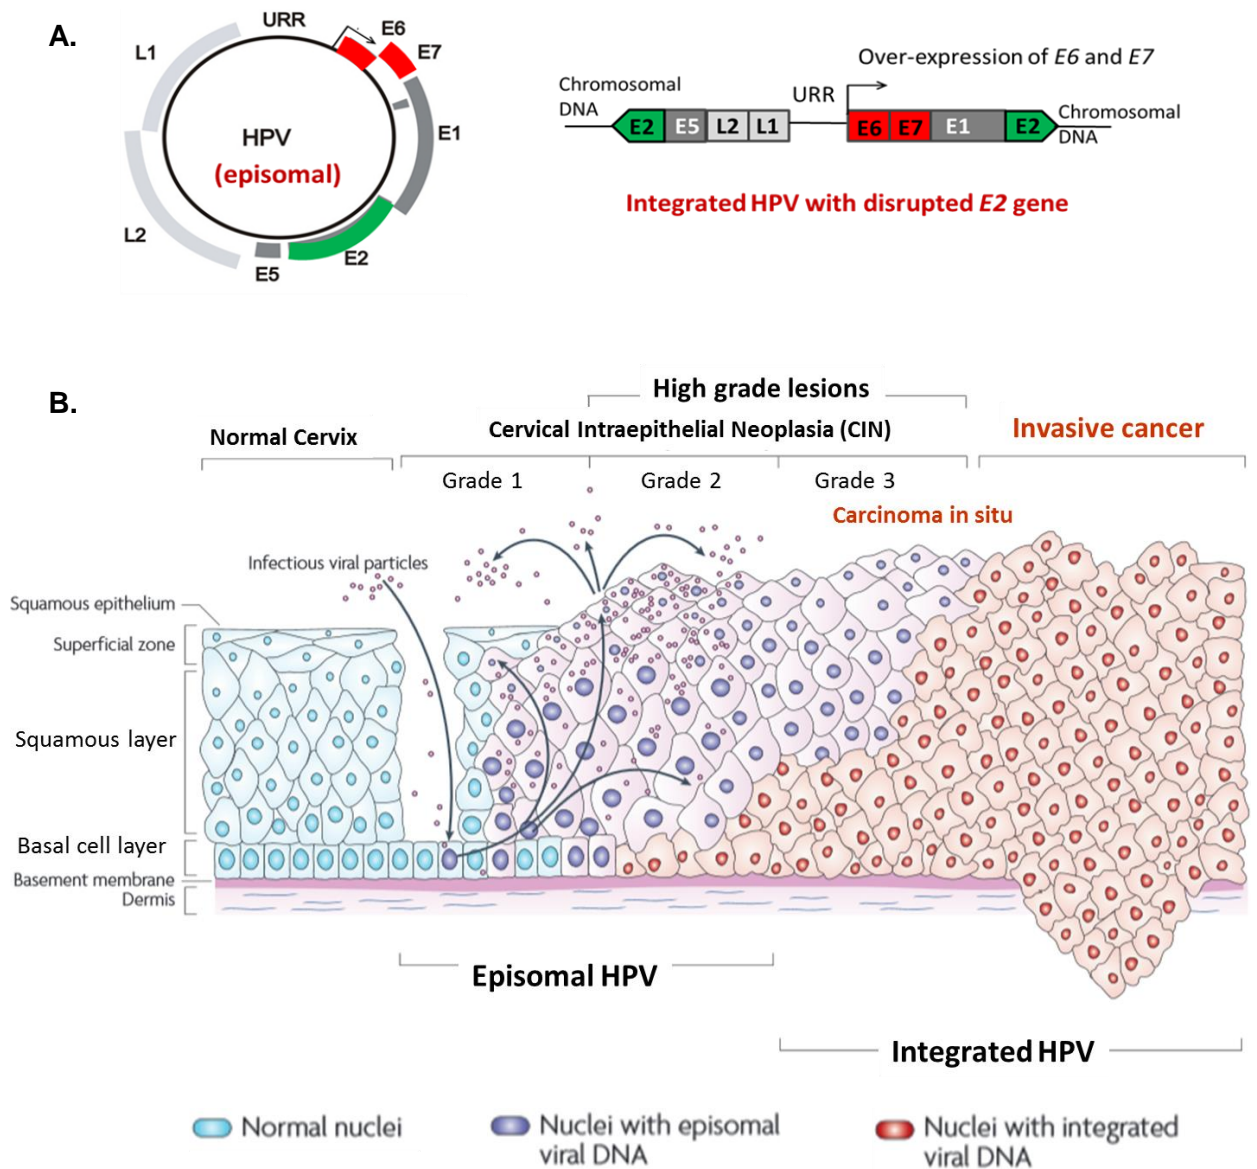 A.
URR
E6
E7
L1
E1
HPV
(episomal)
L2
E2
E5
Over-expression of E6 and E7
Chromosomal
DNA
URR
E2 E5 L2 L1
E6 E7 E1 E2
Chromosomal
DNA
Integrated HPV with disrupted E2 gene
B.
High grade lesions
Normal Cervix
Cervical Intraepithelial Neoplasia (CIN)
Invasive cancer
Grade 1
Grade 2
Grade 3
Carcinoma in situ
Infectious viral particles
Squamous epithelium
Superficial zone
Squamous layer
Basal cell layer
Basement membrane
Dermis
Episomal HPV
Integrated HPV
Normal nuclei
Nuclei with episomal
viral DNA
Nuclei with integrated
viral DNA